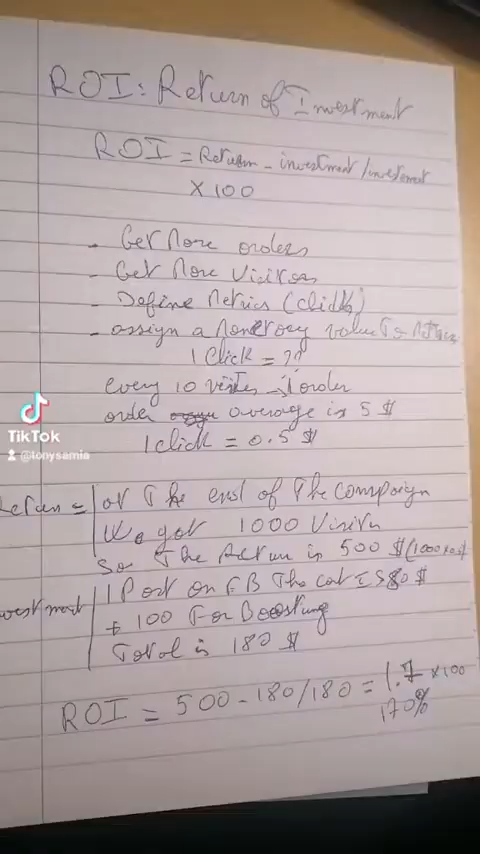 ROI: Return of Investment
ROI = Return - investment / investment
X 100
- Get More orders
- Get More Visitors
- Define Metrics (Clicks)
- assign a Monetary value To Metrics
1 Click = ??
every 10 visites → 1 order
order average is 5 $
1 click = 0.5 $
TikTok
@tonysamia
Return = at The end of The Compaign
We got 1000 Visits
So The Return is 500 $ (1000 x 0.5)
vestment 1 Post on FB The cost IS 80 $
+ 100 For Boosting
Total is 180 $
ROI = 500 - 180 / 180 = 1.7 x 100
170%